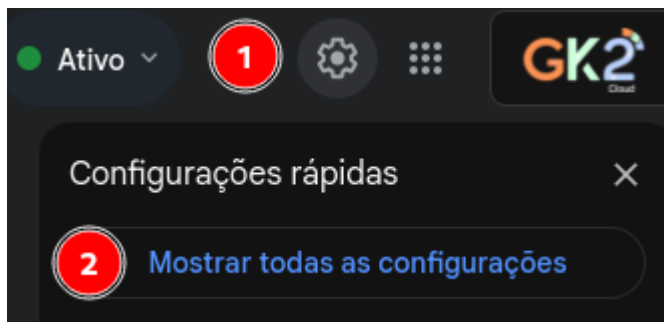 Ativo 1 GK2
Cloud
Configurações rápidas
2 Mostrar todas as configurações